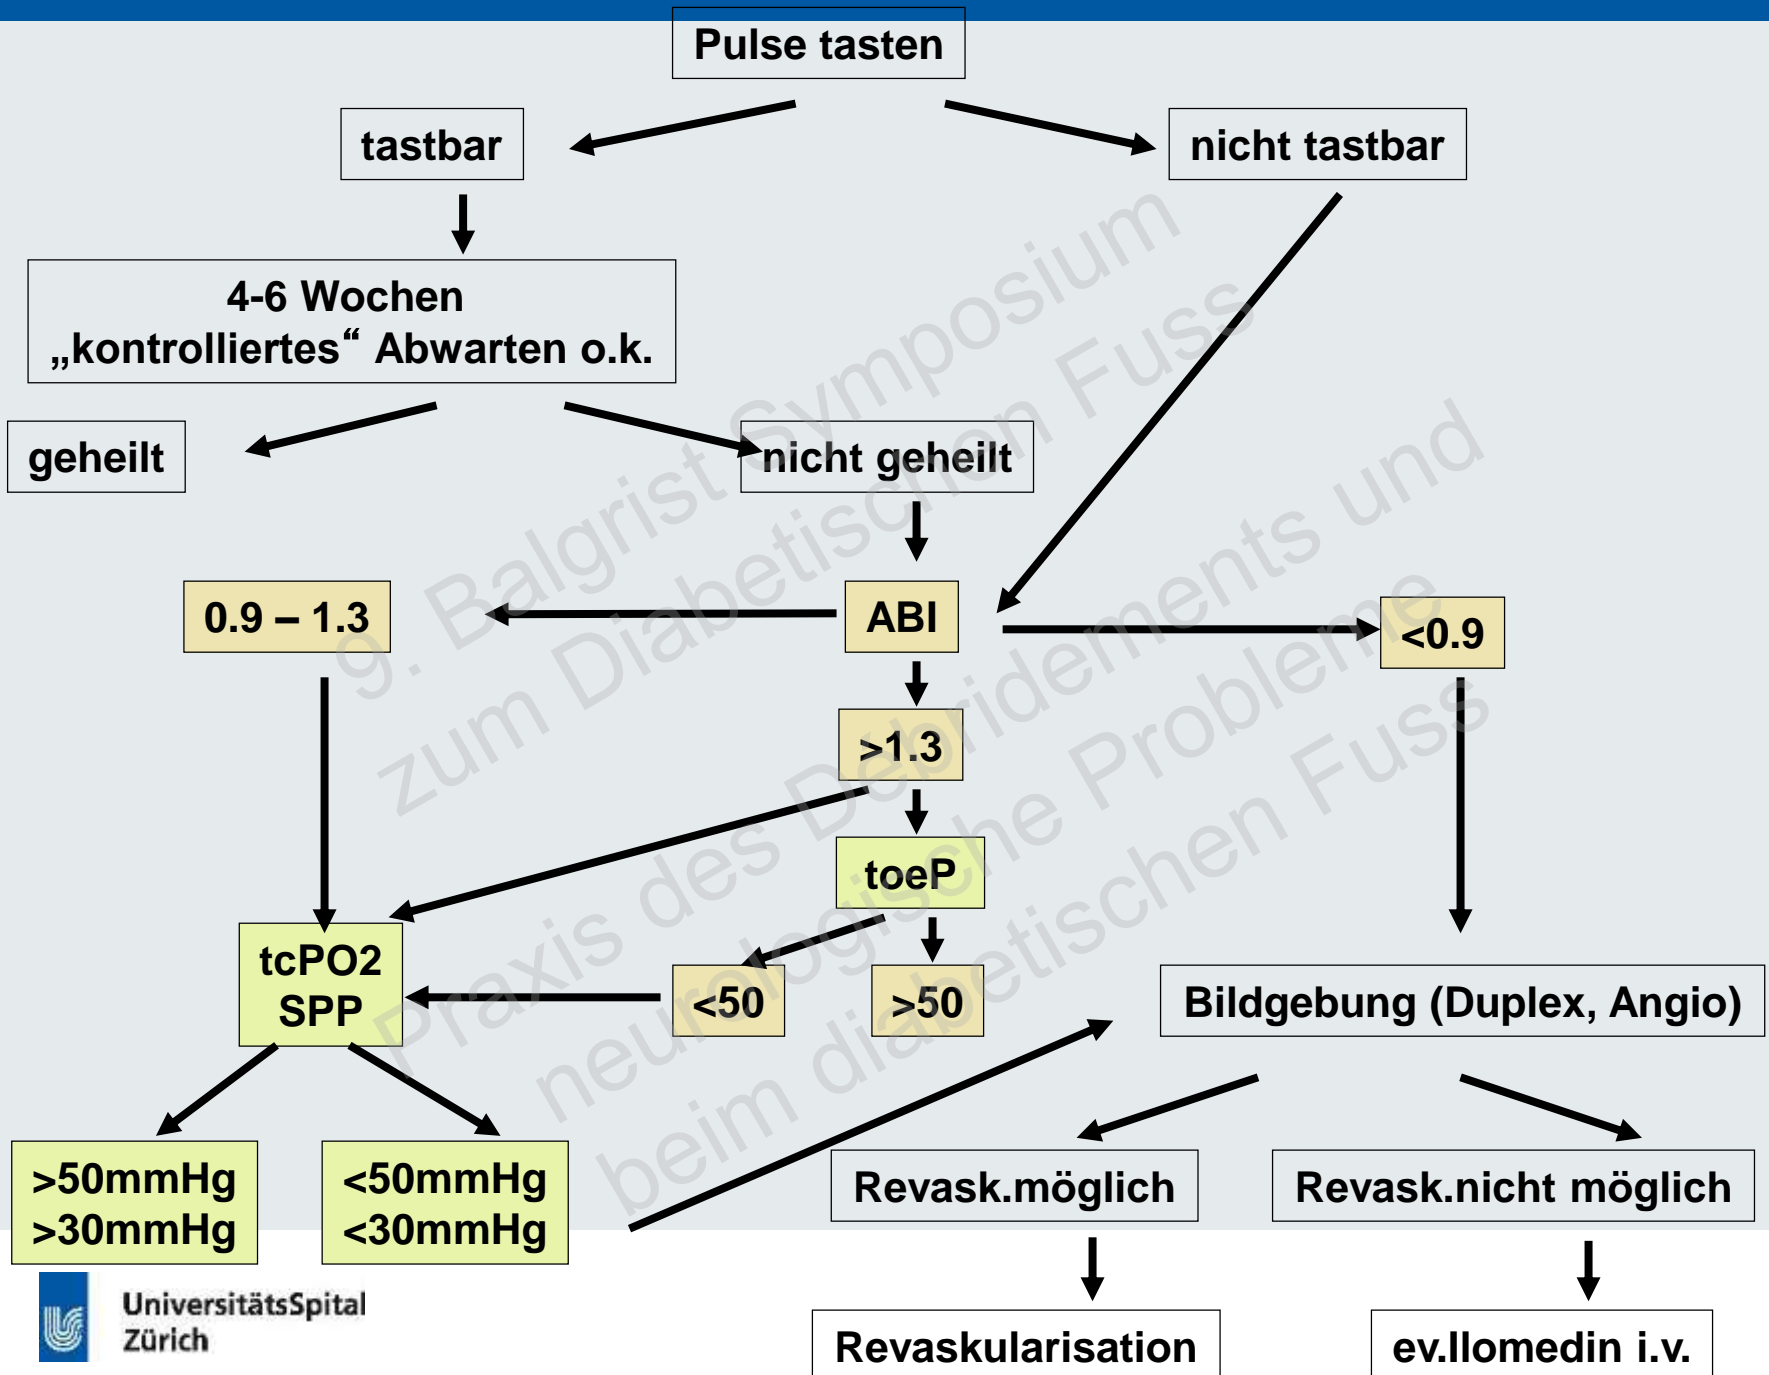 Pulse tasten
tastbar
nicht tastbar
4-6 Wochen
„kontrolliertes“ Abwarten o.k.
geheilt
nicht geheilt
0.9 – 1.3
ABI
<0.9
>1.3
toeP
tcPO2
SPP
<50
>50
Bildgebung (Duplex, Angio)
>50mmHg
>30mmHg
<50mmHg
<30mmHg
Revask.möglich
Revask.nicht möglich
Revaskularisation
ev.Ilomedin i.v.
UniversitätsSpital
Zürich
9. Balgrist Symposium
zum Diabetischen Fuss
Praxis des Debridements und
neurologische Probleme
beim diabetischen Fuss